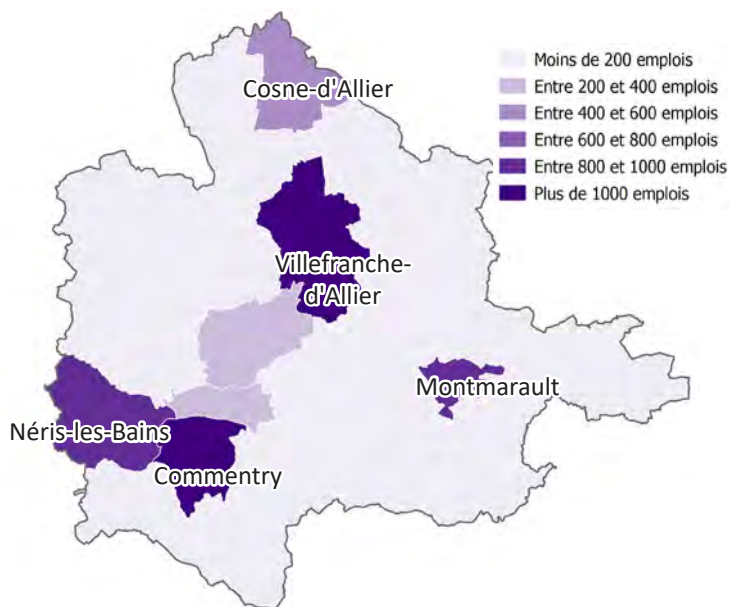 Cosne-d'Allier
Villefranche-
d'Allier
Montmarault
Néris-les-Bains
Commentry
Moins de 200 emplois
Entre 200 et 400 emplois
Entre 400 et 600 emplois
Entre 600 et 800 emplois
Entre 800 et 1000 emplois
Plus de 1000 emplois